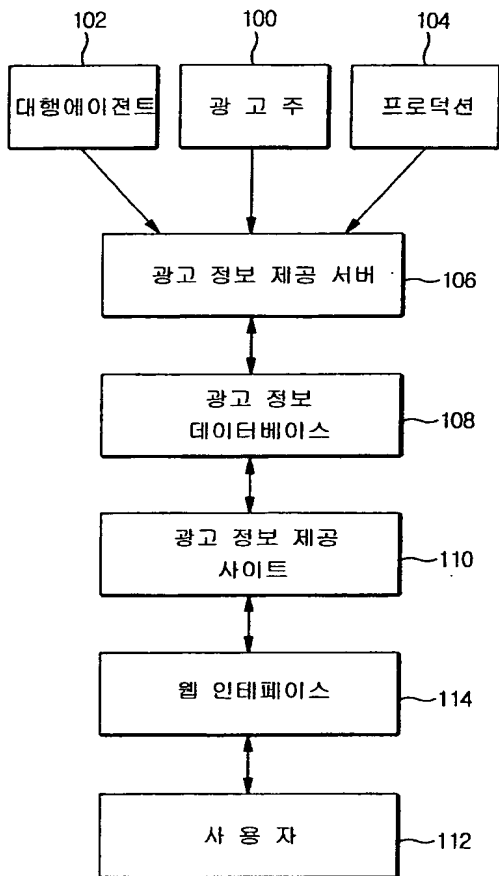 102
100
104
대행에이젼트
광 고 주
프로덕션
광고 정보 제공 서버
106
광고 정보
데이터베이스
108
광고 정보 제공
사이트
110
웹 인테페이스
114
사 용 자
112